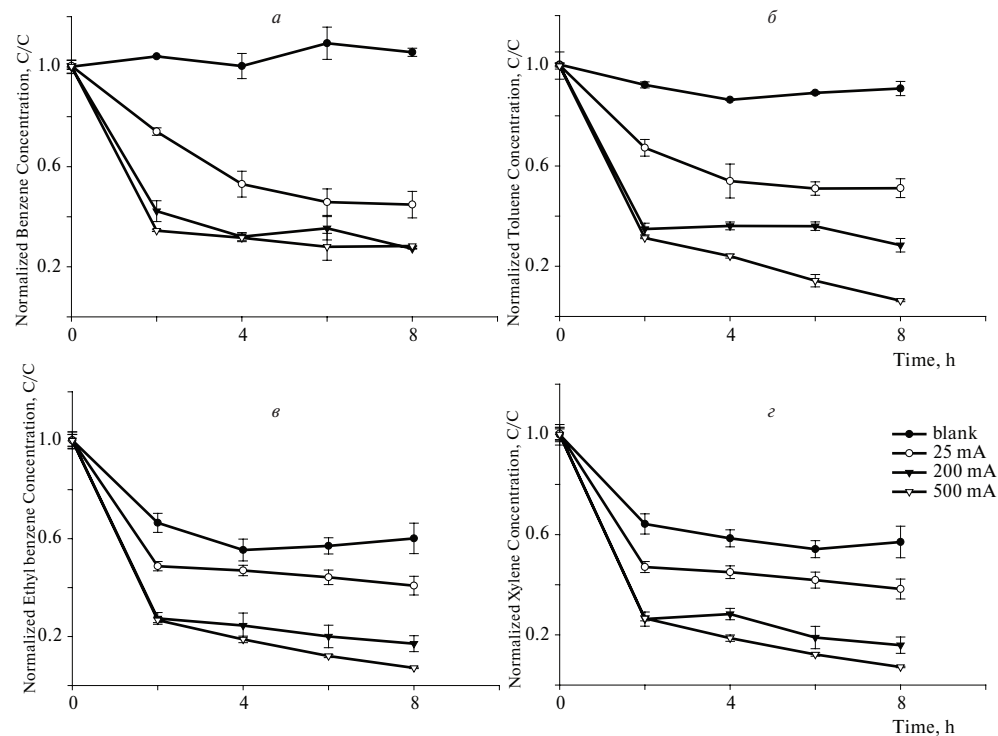 а
Normalized Benzene Concentration, C/C
1.0
0.6
0.2
0
4
8
б
Normalized Toluene Concentration, C/C
1.0
0.6
0.2
0
4
8
Time, h
в
Normalized Ethyl benzene Concentration, C/C
1.0
0.6
0.2
0
4
8
г
Normalized Xylene Concentration, C/C
1.0
0.6
0.2
0
4
8
Time, h
blank
25 mA
200 mA
500 mA